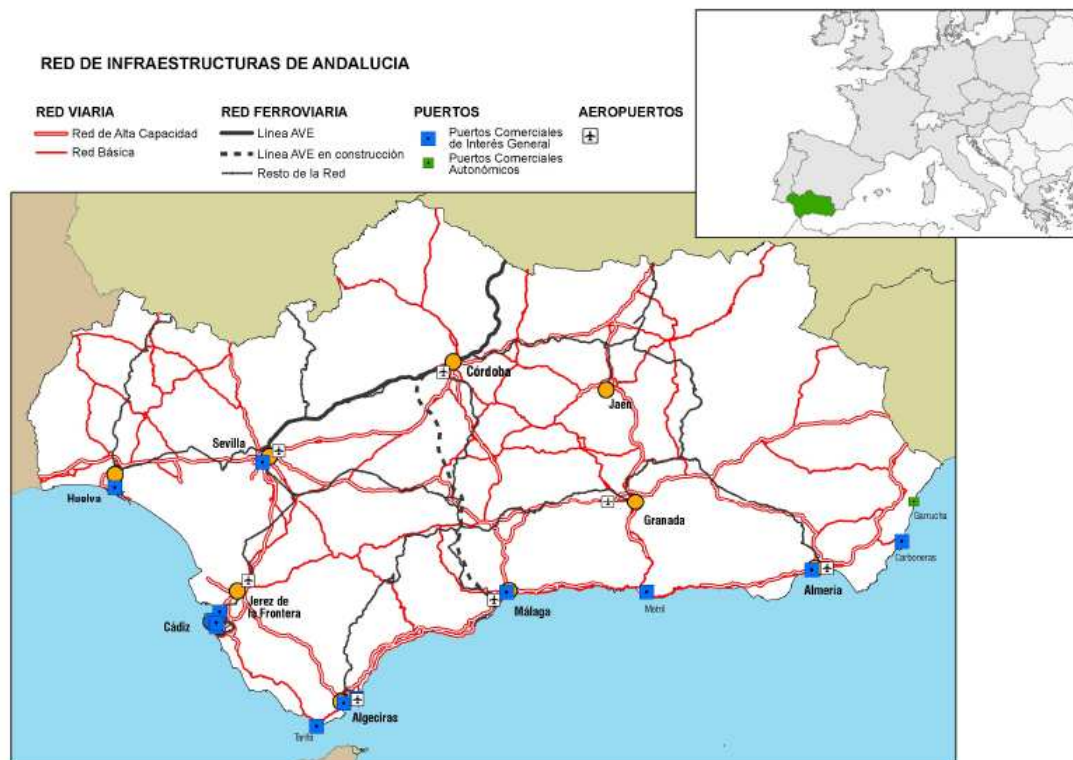 RED DE INFRAESTRUCTURAS DE ANDALUCIA
RED VIARIA
Red de Alta Capacidad
Red Básica
RED FERROVIARIA
Línea AVE
Línea AVE en construcción
Resto de la Red
PUERTOS
Puertos Comerciales
de Interés General
Puertos Comerciales
Autonómicos
AEROPUERTOS
Córdoba
Jaén
Sevilla
Huelva
Granada
Garrucha
Carboneras
Almería
Motril
Málaga
Jerez de
la Frontera
Cádiz
Algeciras
Tarifa